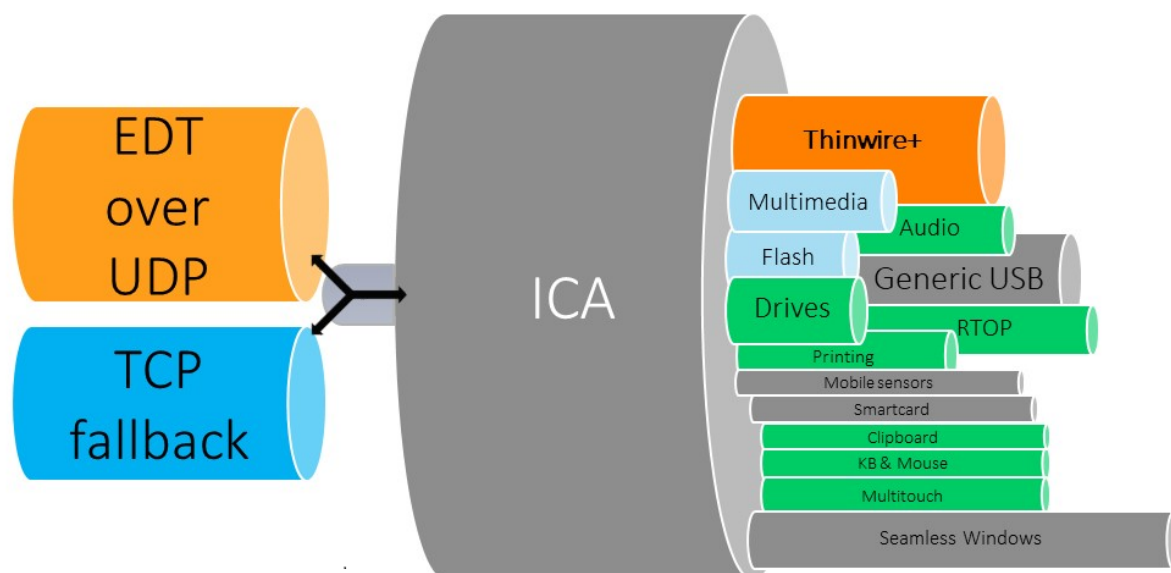 EDT
over
UDP
TCP
fallback
ICA
Thinwire+
Multimedia
Audio
Flash
Generic USB
Drives
RTOP
Printing
Mobile sensors
Smartcard
Clipboard
KB & Mouse
Multitouch
Seamless Windows